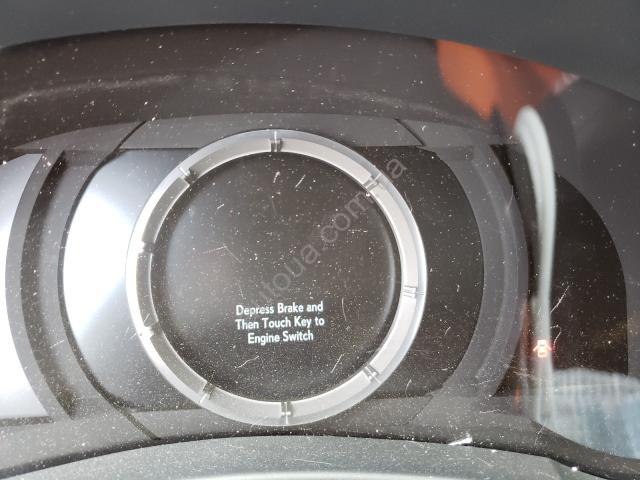 Depress Brake and
Then Touch Key to
Engine Switch